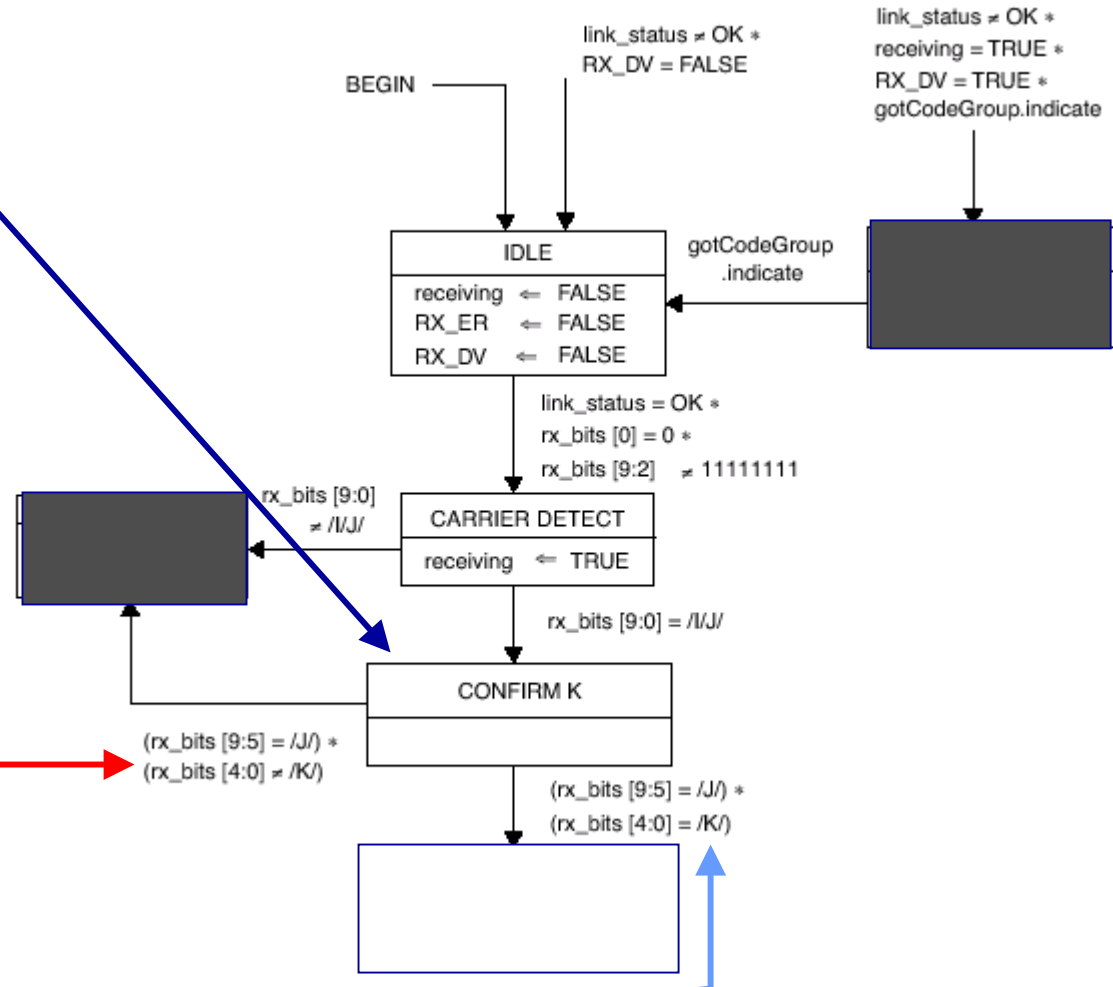 link_status ≠ OK *
receiving = TRUE *
RX_DV = TRUE *
gotCodeGroup.indicate
link_status ≠ OK *
RX_DV = FALSE
BEGIN
IDLE
receiving ⇐ FALSE
RX_ER ⇐ FALSE
RX_DV ⇐ FALSE
gotCodeGroup
.indicate
link_status = OK *
rx_bits [0] = 0 *
rx_bits [9:2] ≠ 11111111
rx_bits [9:0]
≠ /I/J/
CARRIER DETECT
receiving ⇐ TRUE
rx_bits [9:0] = /I/J/
CONFIRM K
(rx_bits [9:5] = /J/) *
(rx_bits [4:0] ≠ /K/)
(rx_bits [9:5] = /J/) *
(rx_bits [4:0] = /K/)